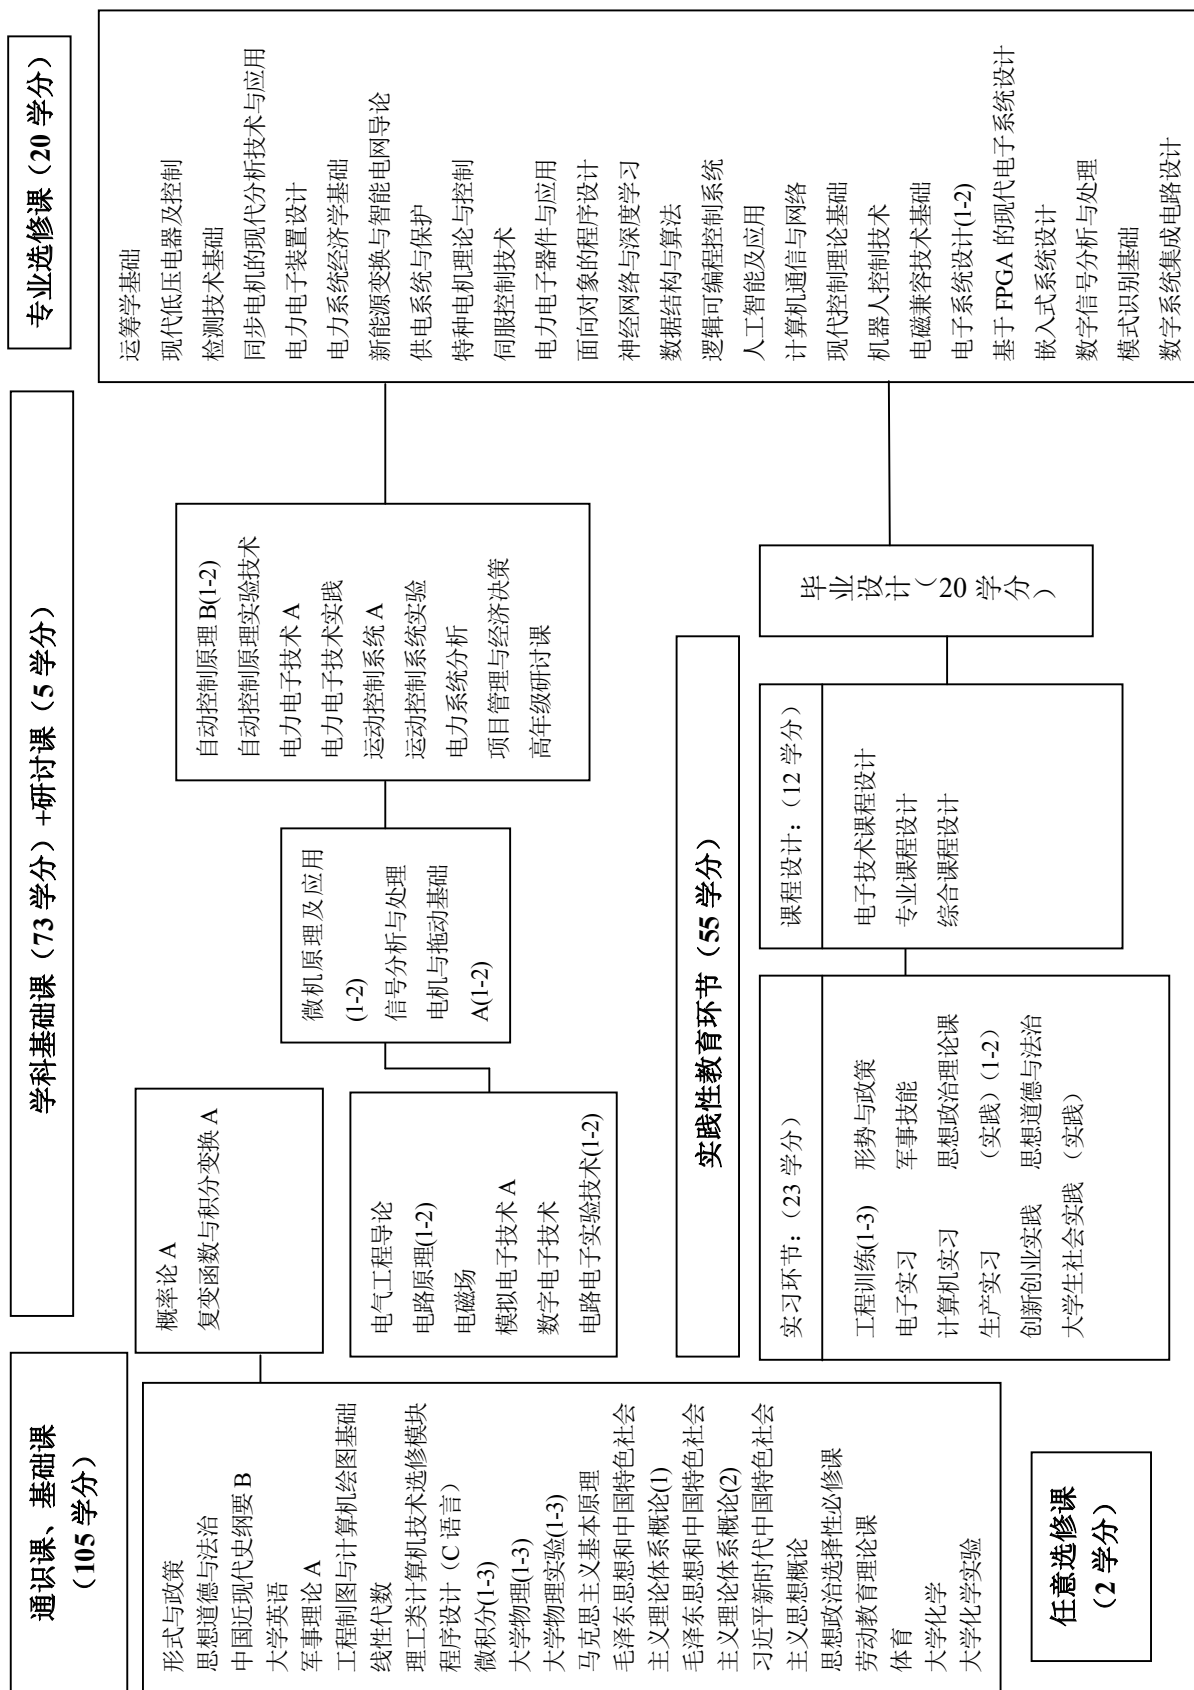 通识课、基础课
（105 学分）
形式与政策
思想道德与法治
中国近现代史纲要 B
大学英语
军事理论 A
工程制图与计算机绘图基础
线性代数
理工类计算机技术选修模块
程序设计（C 语言）
微积分(1-3)
大学物理(1-3)
大学物理实验(1-3)
马克思主义基本原理
毛泽东思想和中国特色社会
主义理论体系概论(1)
毛泽东思想和中国特色社会
主义理论体系概论(2)
习近平新时代中国特色社会
主义思想概论
思想政治选择性必修课
劳动教育理论课
体育
大学化学
大学化学实验
任意选修课
（2 学分）
学科基础课（73 学分）+研讨课（5 学分）
概率论 A
复变函数与积分变换 A
电气工程导论
电路原理(1-2)
电磁场
模拟电子技术 A
数字电子技术
电路电子实验技术(1-2)
微机原理及应用
(1-2)
信号分析与处理
电机与拖动基础
A(1-2)
自动控制原理 B(1-2)
自动控制原理实验技术
电力电子技术 A
电力电子技术实践
运动控制系统 A
运动控制系统实验
电力系统分析
项目管理与经济决策
高年级研讨课
实践性教育环节（55 学分）
实习环节：（23 学分）
工程训练(1-3)
电子实习
计算机实习
生产实习
创新创业实践
大学生社会实践
形势与政策
军事技能
思想政治理论课
（实践）（1-2）
思想道德与法治
（实践）
课程设计：（12 学分）
电子技术课程设计
专业课程设计
综合课程设计
毕业设计（20 学分）
专业选修课（20 学分）
运筹学基础
现代低压电器及控制
检测技术基础
同步电机的现代分析技术与应用
电力电子装置设计
电力系统经济学基础
新能源变换与智能电网导论
供电系统与保护
特种电机理论与控制
伺服控制技术
电力电子器件与应用
面向对象的程序设计
神经网络与深度学习
数据结构与算法
逻辑可编程控制系统
人工智能及应用
计算机通信与网络
现代控制理论基础
机器人控制技术
电磁兼容技术基础
电子系统设计(1-2)
基于 FPGA 的现代电子系统设计
嵌入式系统设计
数字信号分析与处理
模式识别基础
数字系统集成电路设计